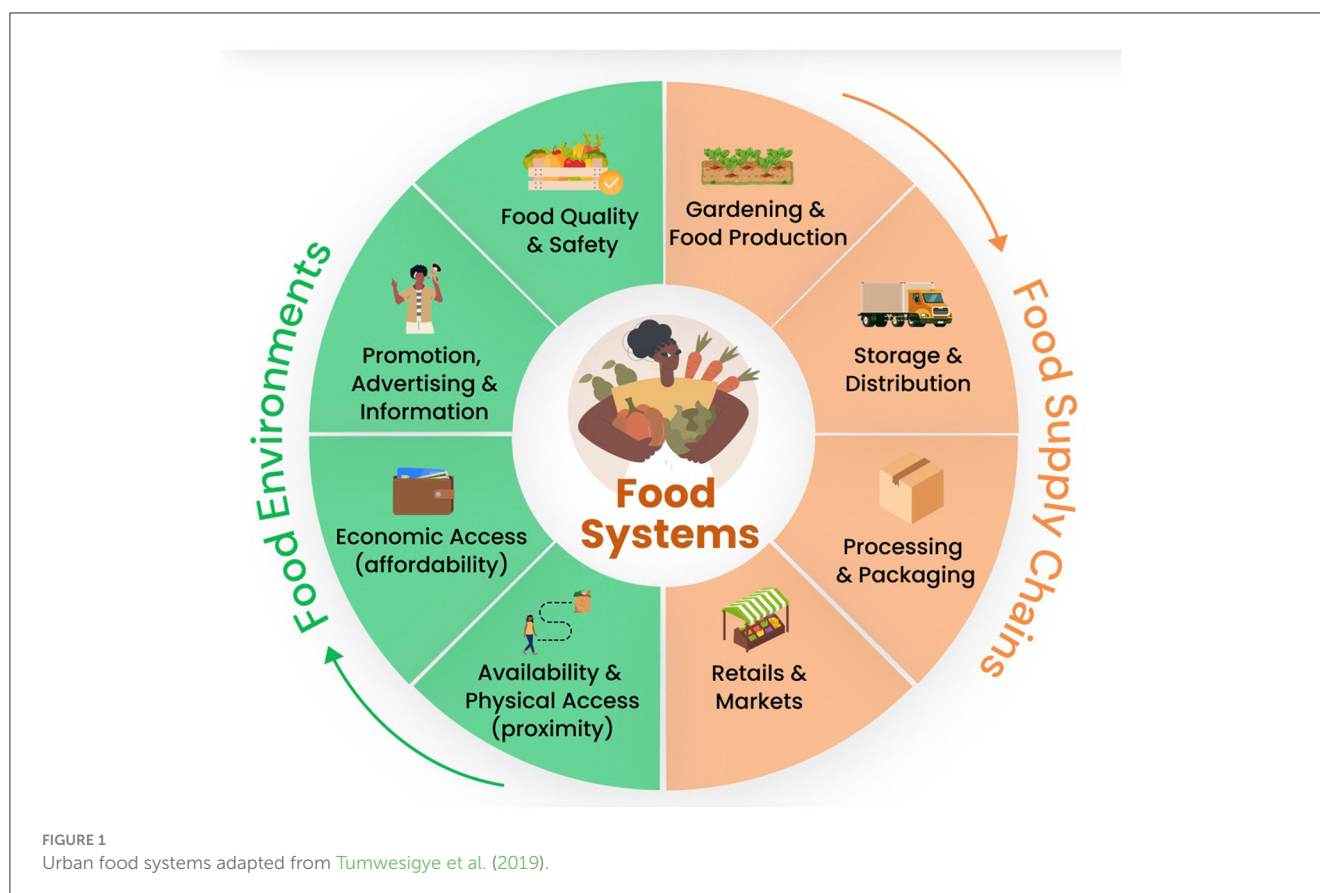 Food Quality
& Safety
Gardening &
Food Production
Storage &
Distribution
Processing
& Packaging
Retails &
Markets
Availability &
Physical Access
(proximity)
Economic Access
(affordability)
Promotion,
Advertising &
Information
Food
Systems
Food Environments
Food Supply Chains
FIGURE 1
Urban food systems adapted from Tumwesigye et al. (2019).